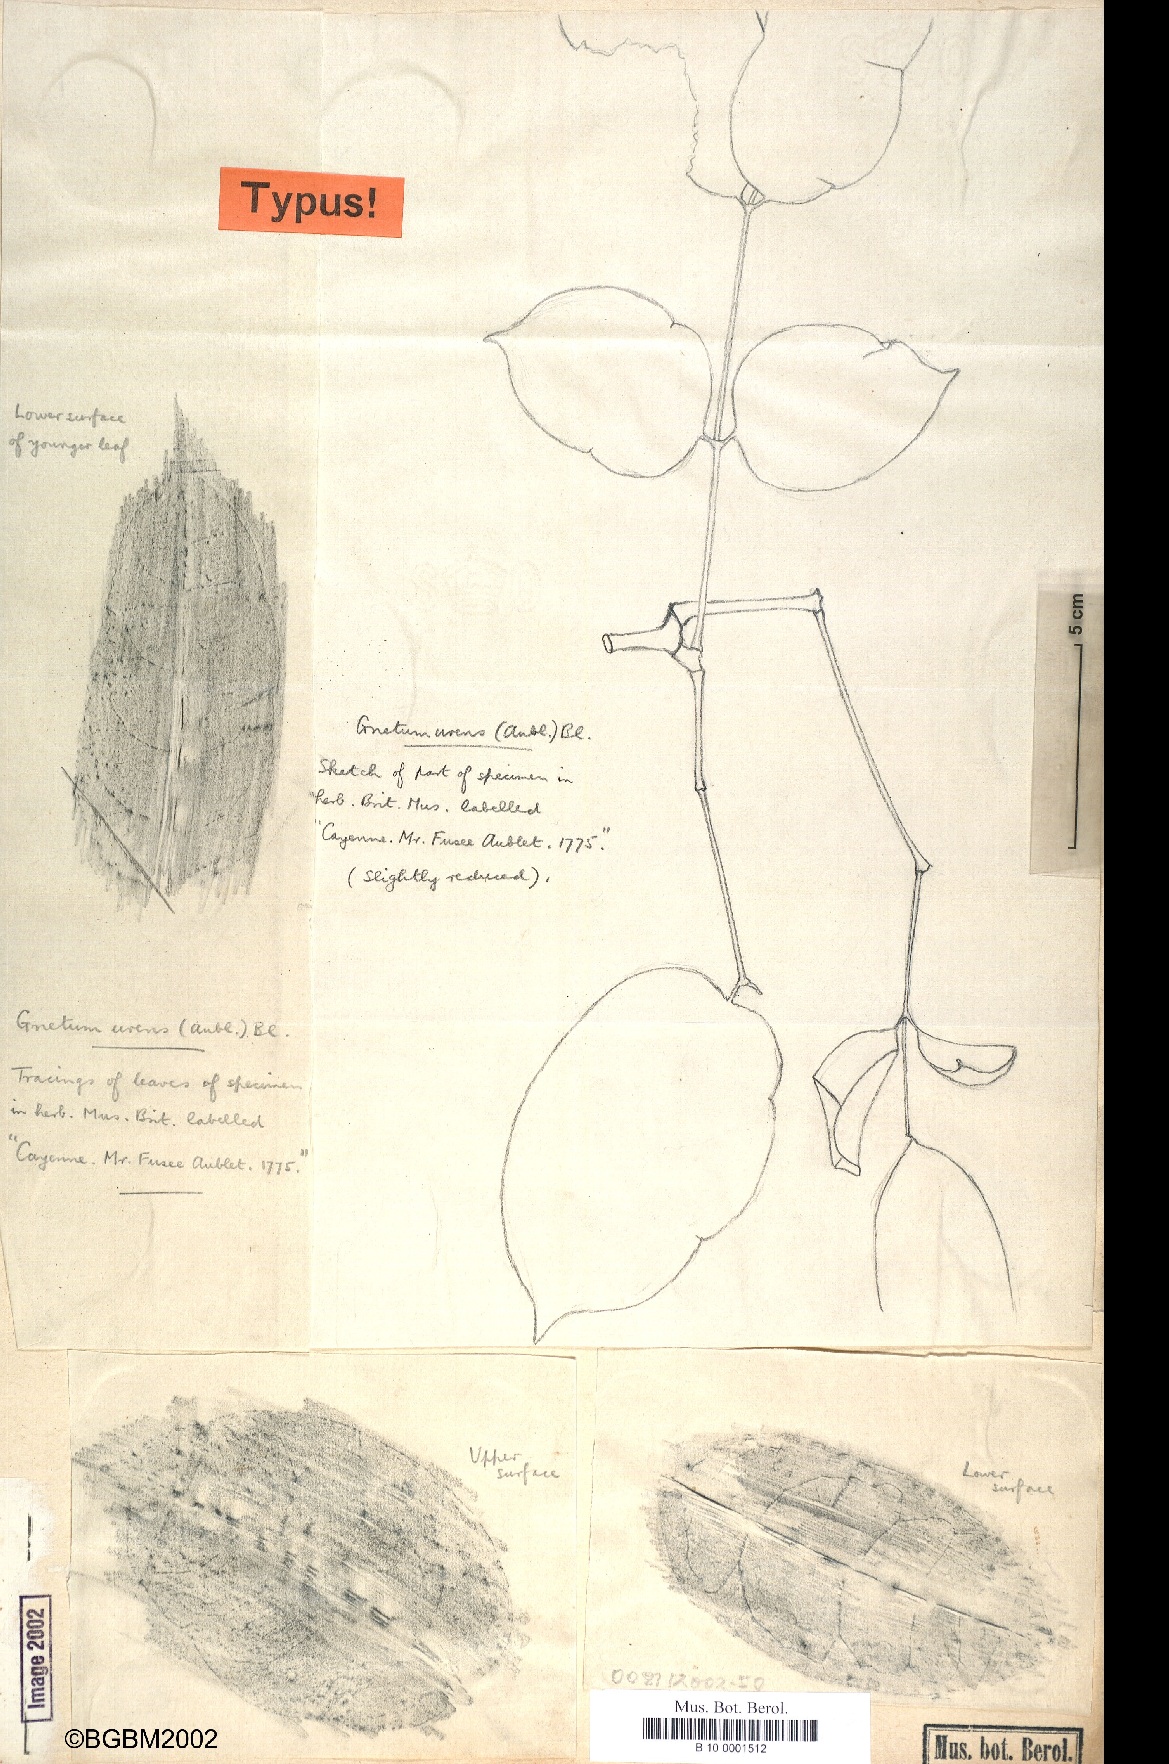 Typus!
Lower surface
of younger leaf
5 cm
Gnetum urens (Aubl.) Bl.
Sketch of part of specimen in
herb. Brit. Mus. labelled
"Cayenne. Mr. Fusee Aublet. 1775."
(slightly reduced).
Gnetum urens (Aubl.) Bl.
Tracings of leaves of specimen
in herb. Mus. Brit. labelled
"Cayenne. Mr. Fusee Aublet. 1775."
Upper
surface
Lower
surface
Image 2002
©BGBM2002
Mus. Bot. Berol.
B 10 0001512
Mus. bot. Berol.